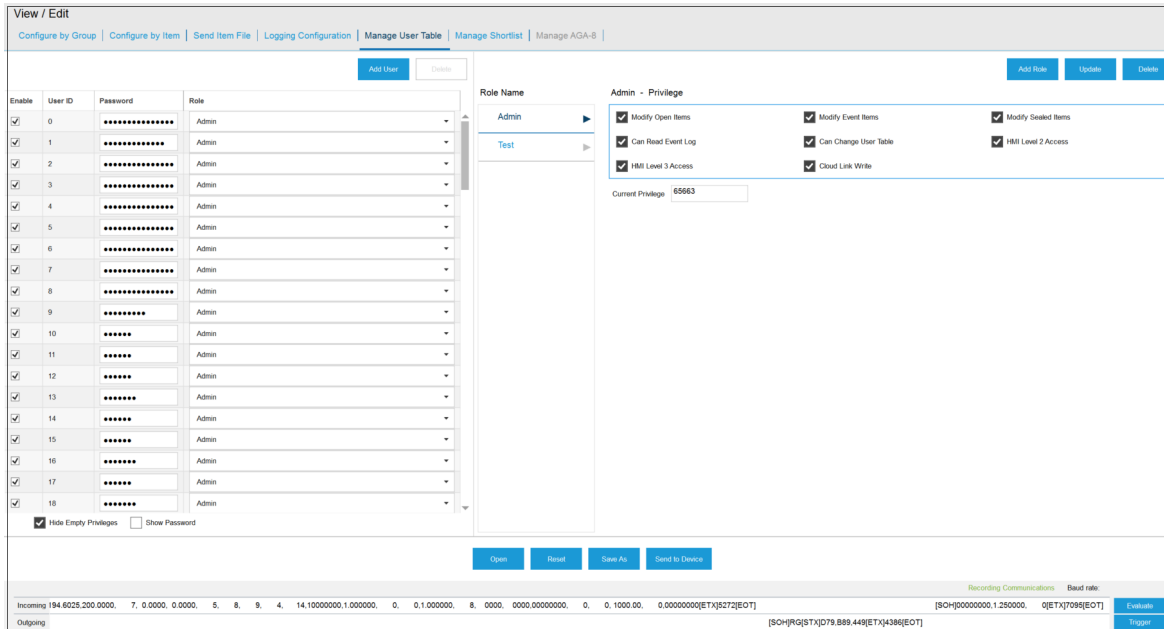 View / Edit
Configure by Group | Configure by Item | Send Item File | Logging Configuration | Manage User Table | Manage Shortlist | Manage AGA-8 |
Add User Delete
Add Role Update Delete
Role Name
Admin - Privilege
Enable User ID Password Role
0 Admin
1 Admin
2 Admin
3 Admin
4 Admin
5 Admin
6 Admin
7 Admin
8 Admin
9 Admin
10 Admin
11 Admin
12 Admin
13 Admin
14 Admin
15 Admin
16 Admin
17 Admin
18 Admin
Hide Empty Privileges Show Password
Admin
Test
Modify Open Items Modify Event Items Modify Sealed Items
Can Read Event Log Can Change User Table HMI Level 2 Access
HMI Level 3 Access Cloud Link Write
Current Privilege 65663
Open Reset Save As Send to Device
Recording Communications Baud rate:
Incoming 194.6025,200.0000, 7, 0.0000, 0.0000, 5, 8, 9, 4, 14.10000000,1.000000, 0, 0,1.000000, 8, 0000, 0000,00000000, 0, 0, 1000.00, 0,00000000[ETX]5272[EOT] [SOH]00000000,1.250000, 0[ETX]7095[EOT] Evaluate
Outgoing [SOH]RG[STX]D79,B89,449[ETX]4386[EOT] Trigger